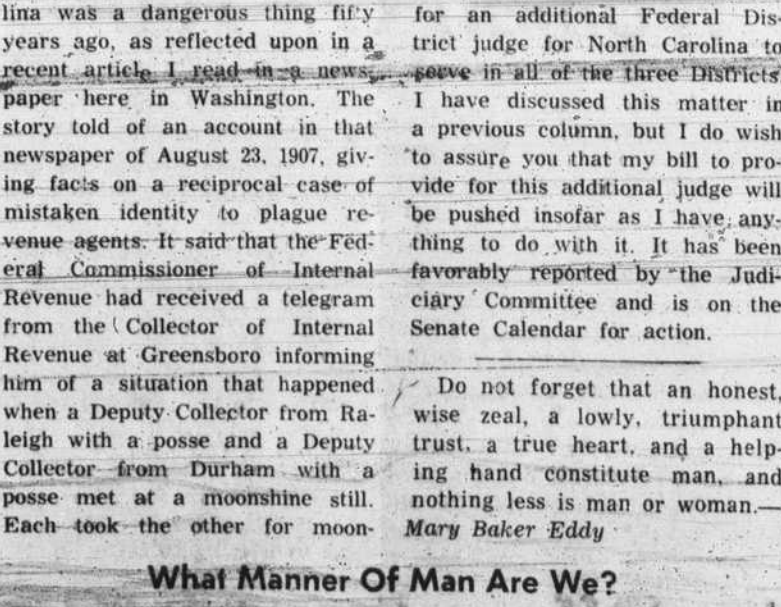 lina was a dangerous thing fifty
years ago, as reflected upon in a
recent article I read in a news-
paper here in Washington. The
story told of an account in that
newspaper of August 23, 1907, giv-
ing facts on a reciprocal case of
mistaken identity to plague re-
venue agents. It said that the Fed-
eral Commissioner of Internal
Revenue had received a telegram
from the Collector of Internal
Revenue at Greensboro informing
him of a situation that happened
when a Deputy Collector from Ra-
leigh with a posse and a Deputy
Collector from Durham with a
posse met at a moonshine still.
Each took the other for moon-
for an additional Federal Dis-
trict judge for North Carolina to
serve in all of the three Districts
I have discussed this matter in
a previous column, but I do wish
to assure you that my bill to pro-
vide for this additional judge will
be pushed insofar as I have any-
thing to do with it. It has been
favorably reported by the Judi-
ciary Committee and is on the
Senate Calendar for action.
Do not forget that an honest,
wise zeal, a lowly, triumphant
trust, a true heart, and a help-
ing hand constitute man, and
nothing less is man or woman.—
Mary Baker Eddy
What Manner Of Man Are We?